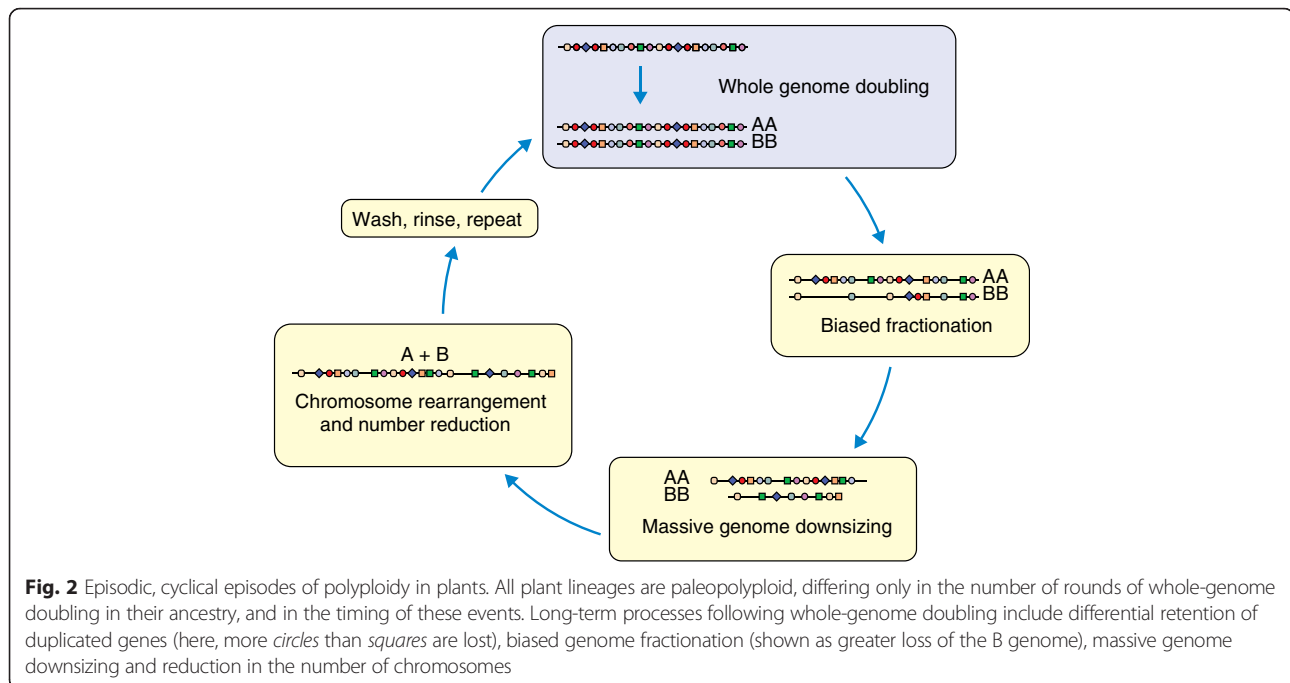 Whole genome doubling
AA
BB
Wash, rinse, repeat
AA
BB
Biased fractionation
A + B
Chromosome rearrangement
and number reduction
AA
BB
Massive genome downsizing
Fig. 2 Episodic, cyclical episodes of polyploidy in plants. All plant lineages are paleopolyploid, differing only in the number of rounds of whole-genome
doubling in their ancestry, and in the timing of these events. Long-term processes following whole-genome doubling include differential retention of
duplicated genes (here, more circles than squares are lost), biased genome fractionation (shown as greater loss of the B genome), massive genome
downsizing and reduction in the number of chromosomes